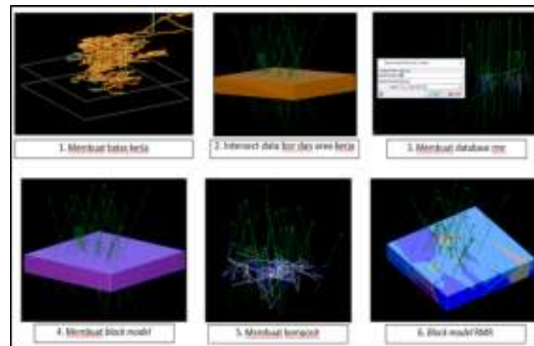 1. Membuat batas kerja
2. Intersect data bor dan area kerja
3. Membuat database rmr
4. Membuat block model
5. Membuat komposit
6. Block model RMR